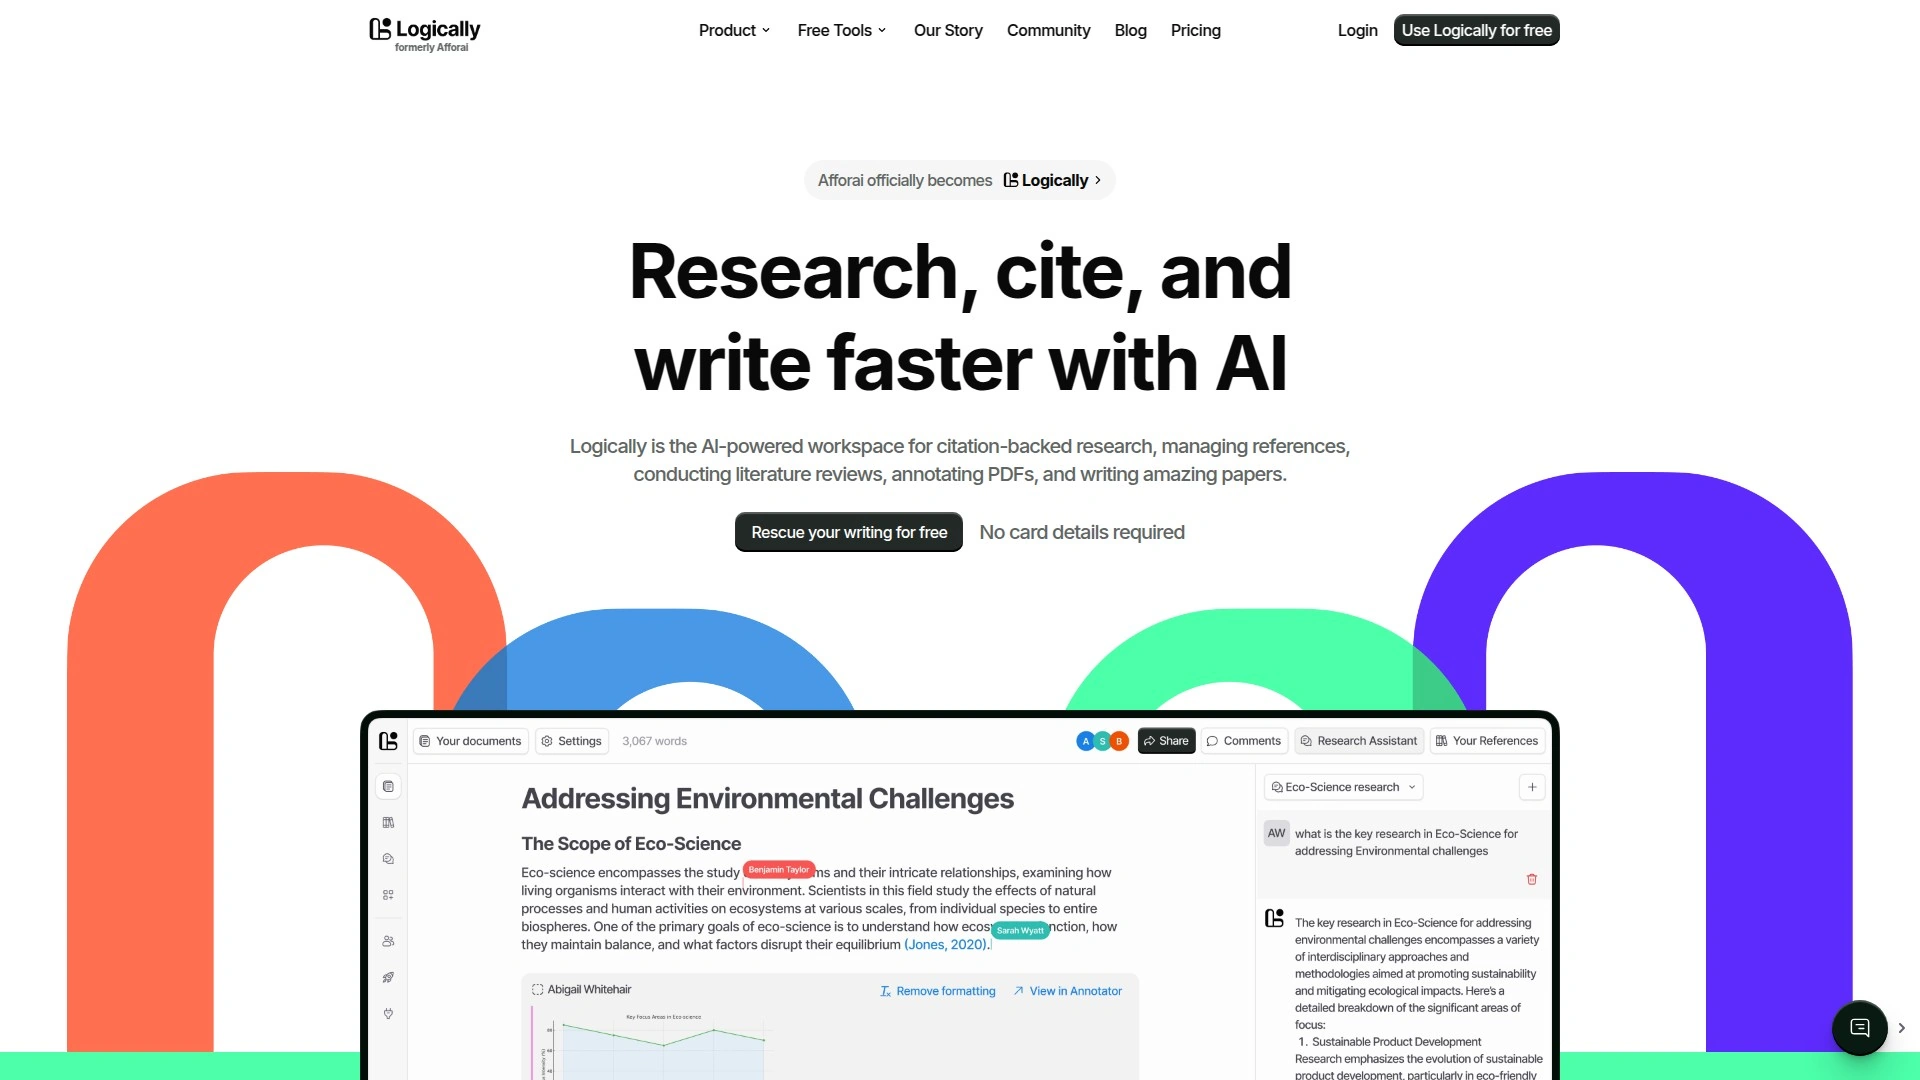 Logically
formerly Afforai
Product
Free Tools
Our Story
Community
Blog
Pricing
Login
Use Logically for free
Afforai officially becomes Logically
Research, cite, and
write faster with AI
Logically is the AI-powered workspace for citation-backed research, managing references,
conducting literature reviews, annotating PDFs, and writing amazing papers.
Rescue your writing for free
No card details required
Your documents
Settings
3,067 words
A S B
Share
Comments
Research Assistant
Your References
Addressing Environmental Challenges
The Scope of Eco-Science
Eco-science encompasses the study ms and their intricate relationships, examining how
Benjamin Taylor
living organisms interact with their environment. Scientists in this field study the effects of natural
processes and human activities on ecosystems at various scales, from individual species to entire
biospheres. One of the primary goals of eco-science is to understand how ecos nction, how
Sarah Wyatt
they maintain balance, and what factors disrupt their equilibrium (Jones, 2020).
Abigail Whitehair
Remove formatting
View in Annotator
Key Focus Areas in Eco-science
Eco-Science research
AW
what is the key research in Eco-Science for
addressing Environmental challenges
The key research in Eco-Science for addressing
environmental challenges encompasses a variety
of interdisciplinary approaches and
methodologies aimed at promoting sustainability
and mitigating ecological impacts. Here's a
detailed breakdown of the significant areas of
focus:
1. Sustainable Product Development
Research emphasizes the evolution of sustainable
product development, particularly in eco-friendly